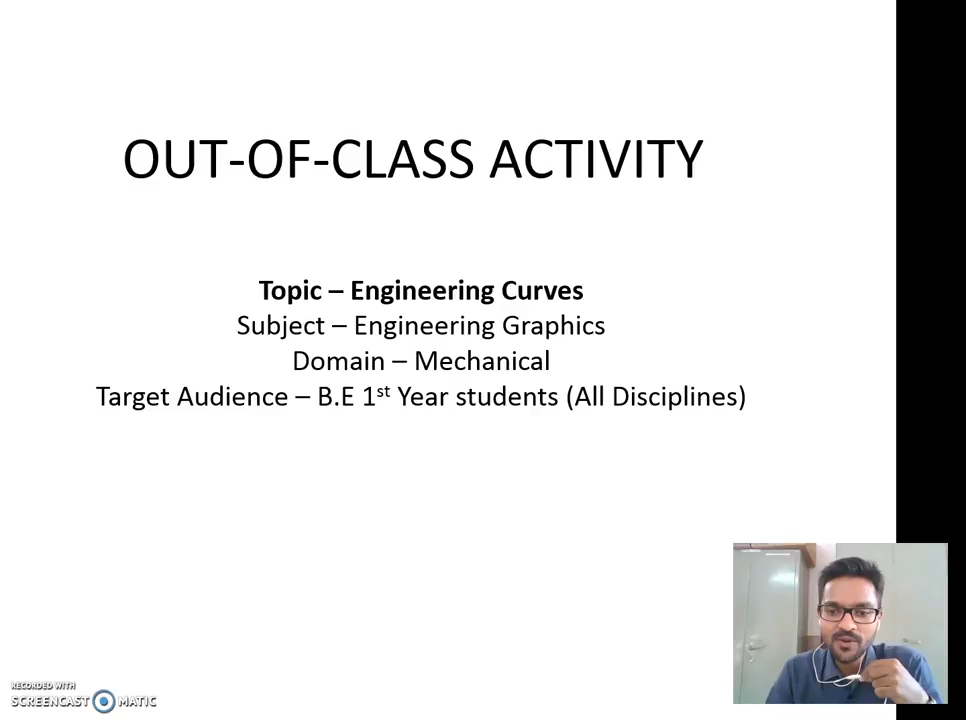 OUT-OF-CLASS ACTIVITY
Topic – Engineering Curves
Subject – Engineering Graphics
Domain – Mechanical
Target Audience – B.E 1st Year students (All Disciplines)
RECORDED WITH
SCREENCAST MATIC